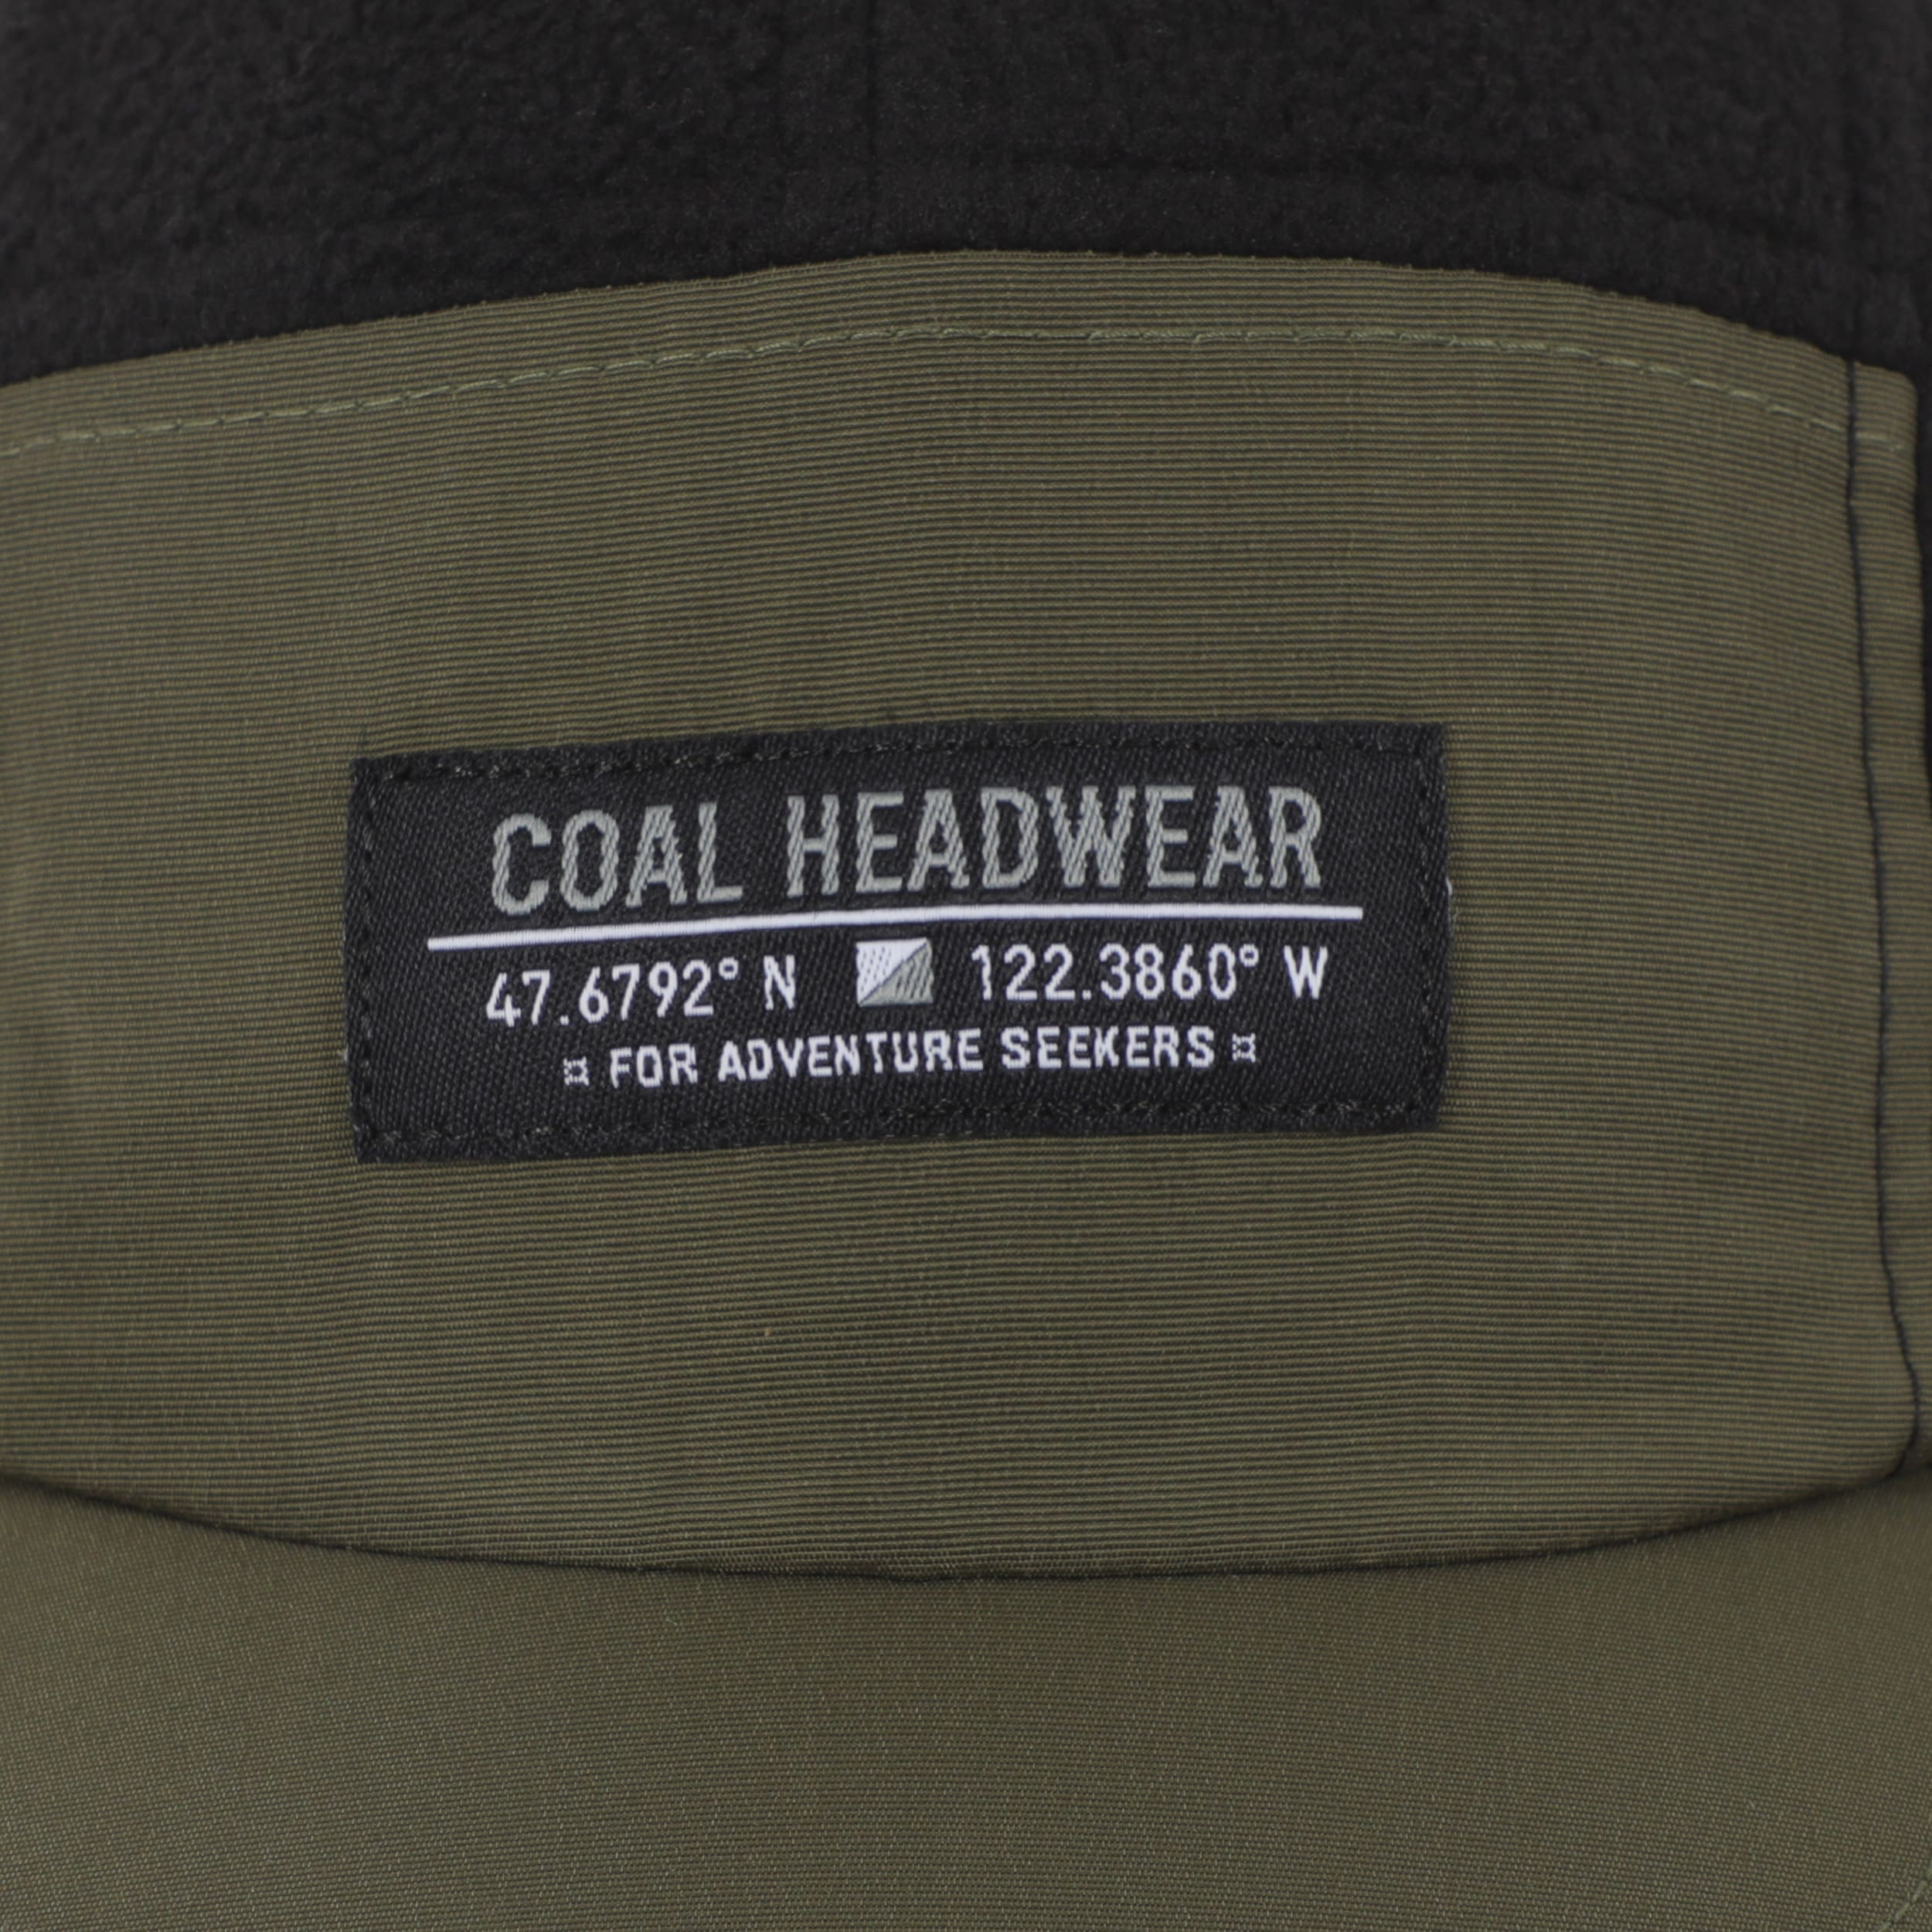 COAL HEADWEAR
47.6792° N 122.3860° W
¤ FOR ADVENTURE SEEKERS ¤